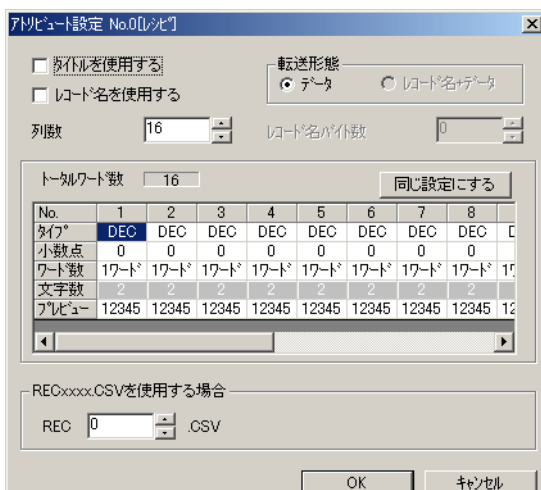 ｱﾄﾘﾋﾞｭｰﾄ設定 No.0[ﾚｼﾋﾟ]
ﾀｲﾄﾙを使用する
ﾚｺｰﾄﾞ名を使用する
転送形態
ﾃﾞｰﾀ ﾚｺｰﾄﾞ名+ﾃﾞｰﾀ
列数 16 ﾚｺｰﾄﾞ名ﾊﾞｲﾄ数 0
ﾄｰﾀﾙﾜｰﾄﾞ数 16 同じ設定にする
No. 1 2 3 4 5 6 7 8
ﾀｲﾌﾟ DEC DEC DEC DEC DEC DEC DEC DEC
小数点 0 0 0 0 0 0 0 0
ﾜｰﾄﾞ数 1ﾜｰﾄﾞ 1ﾜｰﾄﾞ 1ﾜｰﾄﾞ 1ﾜｰﾄﾞ 1ﾜｰﾄﾞ 1ﾜｰﾄﾞ 1ﾜｰﾄﾞ 1ﾜｰﾄﾞ
文字数 2 2 2 2 2 2 2 2
ﾌﾟﾚﾋﾞｭｰ 12345 12345 12345 12345 12345 12345 12345 12345 12
RECxxxx.CSVを使用する場合
REC 0 .CSV
OK ｷｬﾝｾﾙ